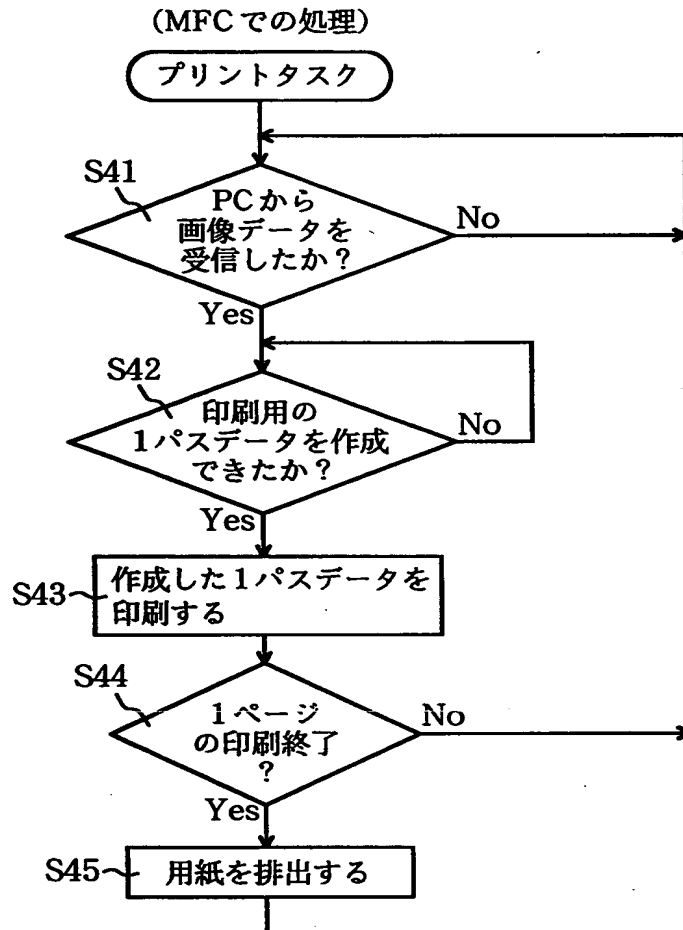 (MFCでの処理)
プリントタスク
S41
PCから
画像データを
受信したか？
No
Yes
S42
印刷用の
1パスデータを作成
できたか？
No
Yes
S43
作成した1パスデータを
印刷する
S44
1ページ
の印刷終了
？
No
Yes
S45
用紙を排出する